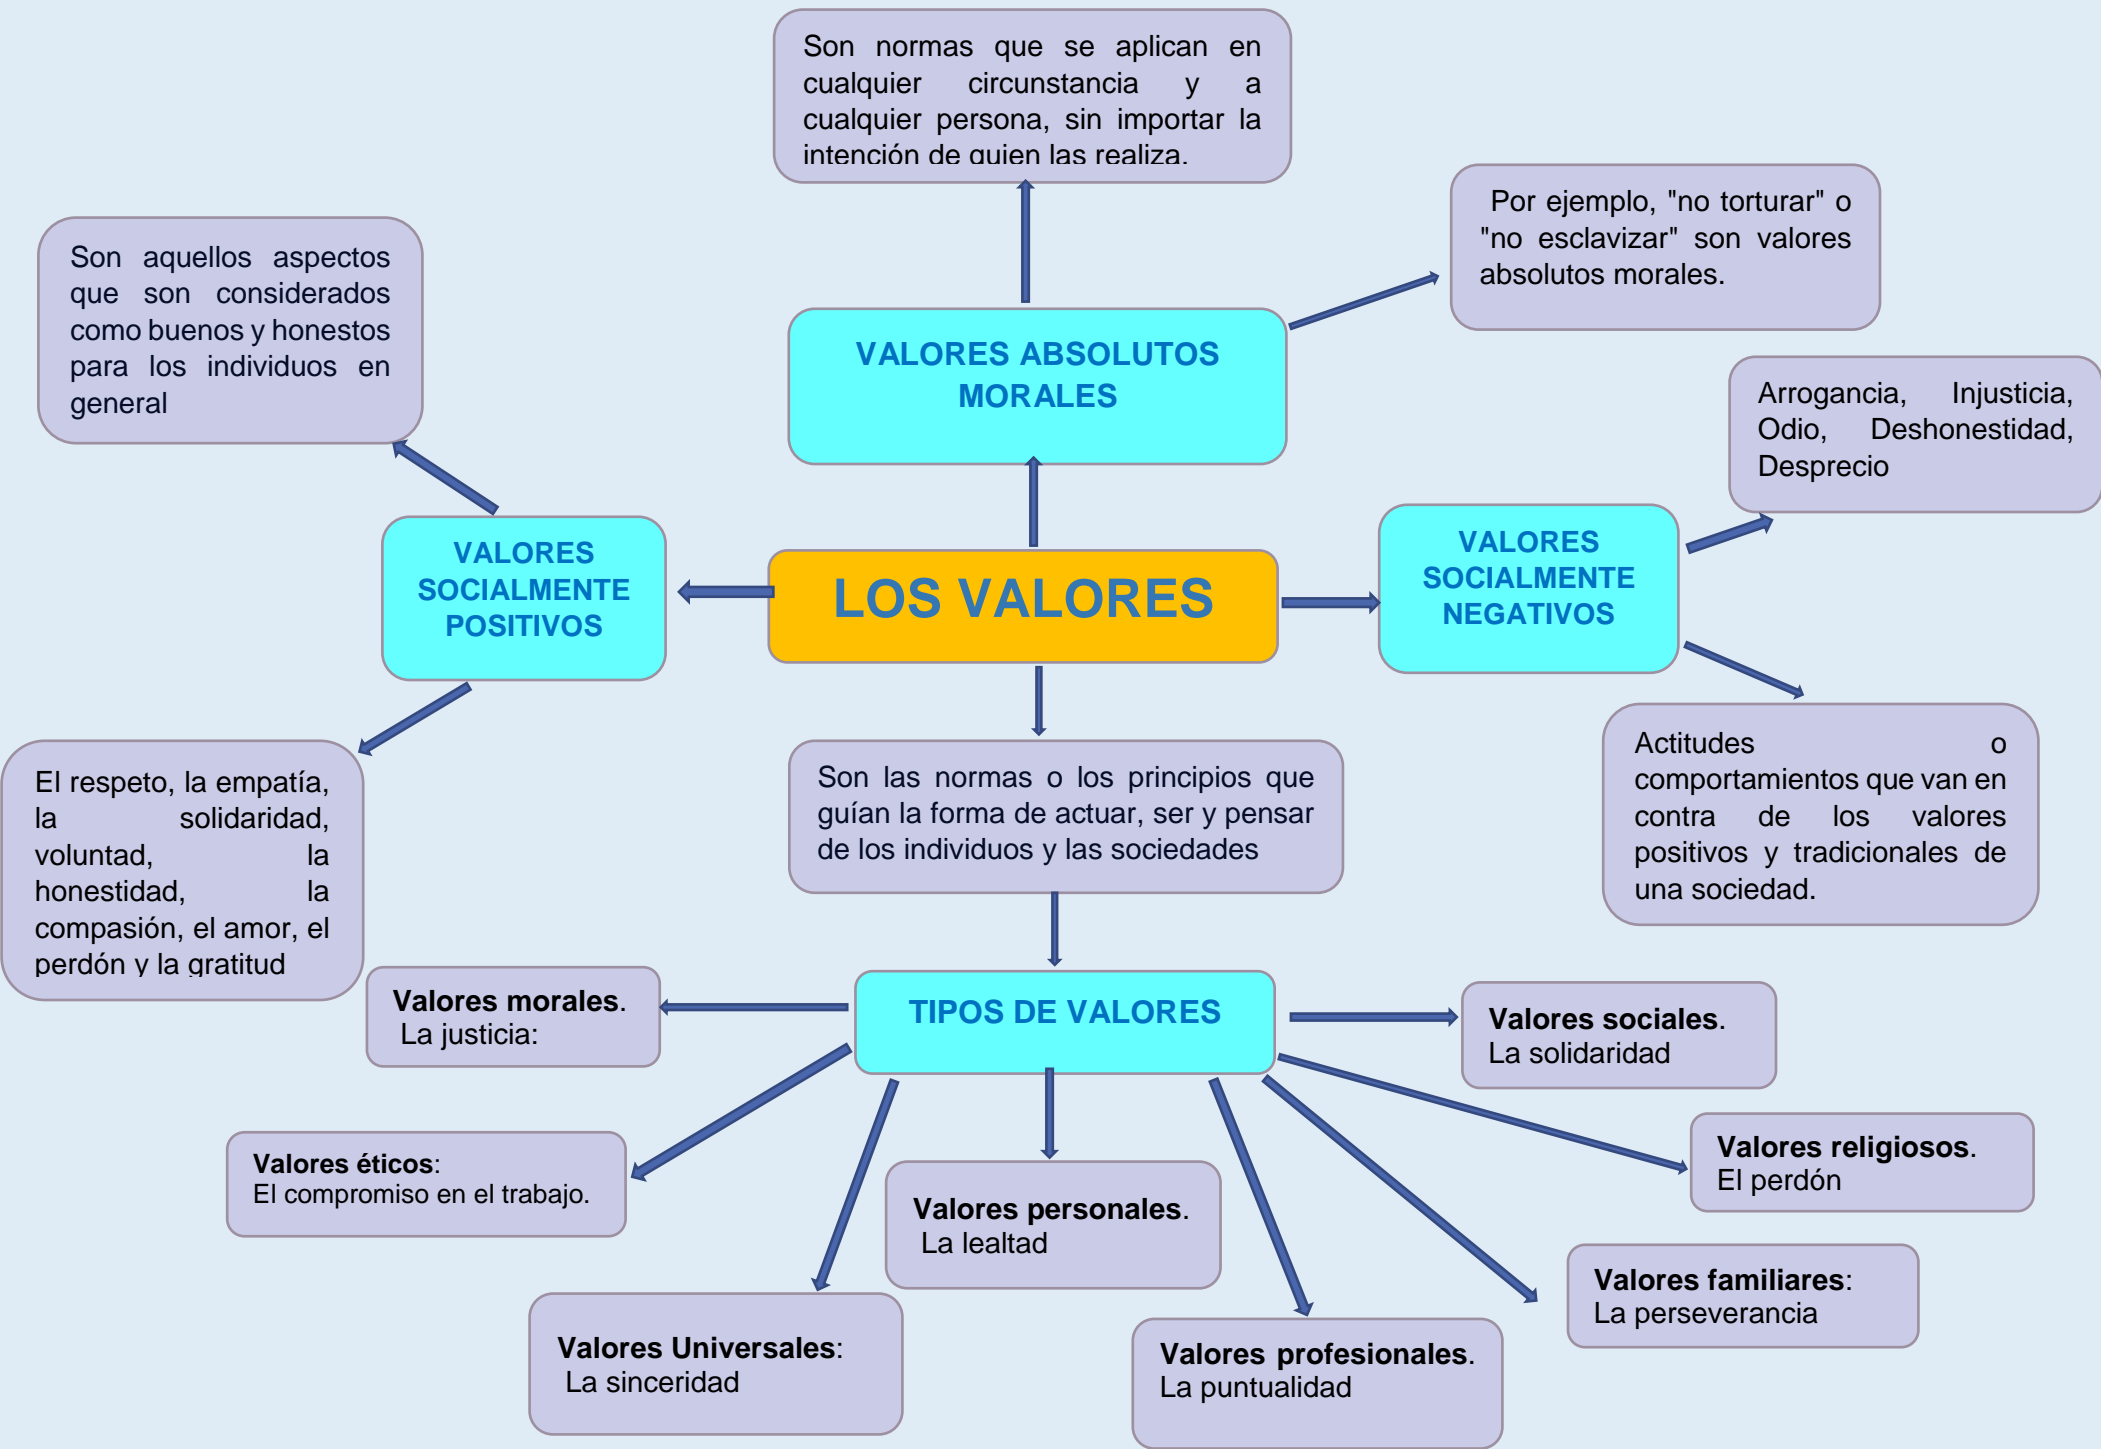 Son normas que se aplican en
cualquier circunstancia y a
cualquier persona, sin importar la
intención de quien las realiza.
Por ejemplo, "no torturar" o
"no esclavizar" son valores
absolutos morales.
Son aquellos aspectos
que son considerados
como buenos y honestos
para los individuos en
general
VALORES ABSOLUTOS
MORALES
Arrogancia, Injusticia,
Odio, Deshonestidad,
Desprecio
VALORES
SOCIALMENTE
POSITIVOS
LOS VALORES
VALORES
SOCIALMENTE
NEGATIVOS
El respeto, la empatía,
la solidaridad,
voluntad, la
honestidad, la
compasión, el amor, el
perdón y la gratitud
Son las normas o los principios que
guían la forma de actuar, ser y pensar
de los individuos y las sociedades
Actitudes o
comportamientos que van en
contra de los valores
positivos y tradicionales de
una sociedad.
Valores morales.
La justicia:
TIPOS DE VALORES
Valores sociales.
La solidaridad
Valores éticos:
El compromiso en el trabajo.
Valores personales.
La lealtad
Valores religiosos.
El perdón
Valores familiares:
La perseverancia
Valores Universales:
La sinceridad
Valores profesionales.
La puntualidad